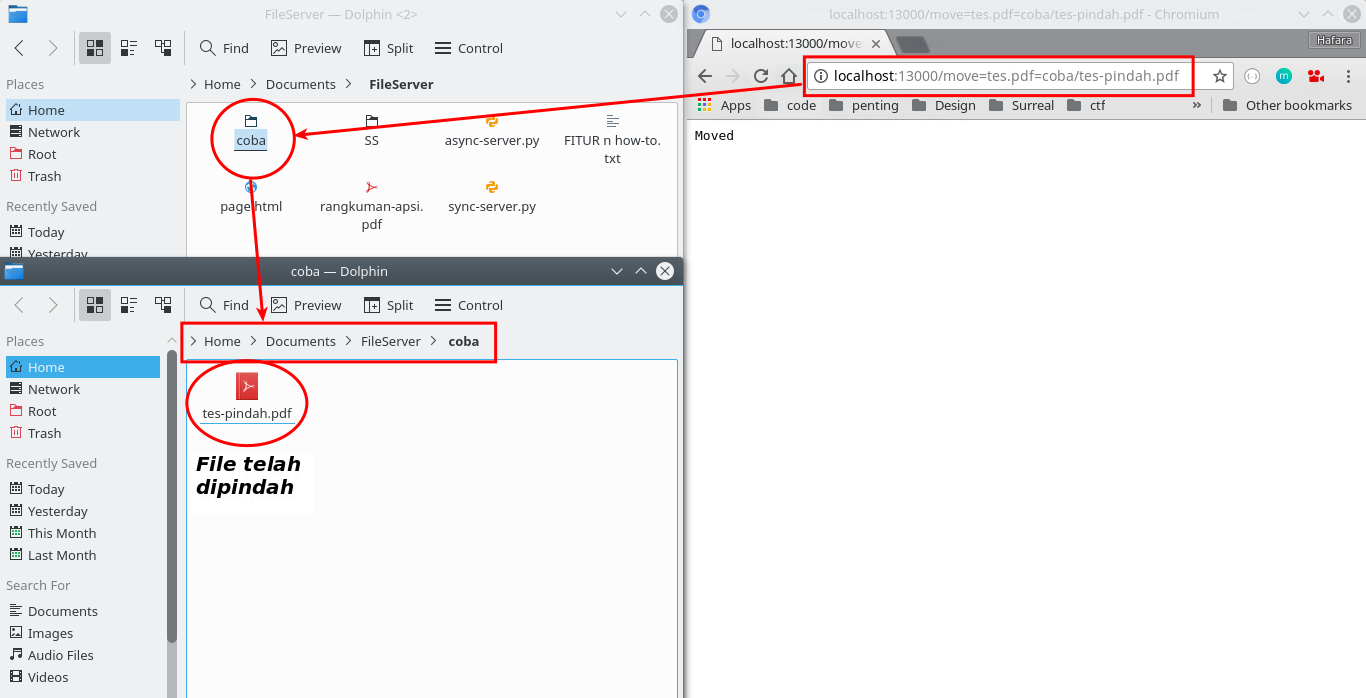 FileServer — Dolphin <2>
Find
Preview
Split
Control
Places
Home
Network
Root
Trash
Recently Saved
Today
Yesterday
Home
Documents
FileServer
coba
SS
async-server.py
FITUR n how-to.
txt
page.html
rangkuman-apsi.
pdf
sync-server.py
coba — Dolphin
Find
Preview
Split
Control
Places
Home
Network
Root
Trash
Recently Saved
Today
Yesterday
This Month
Last Month
Search For
Documents
Images
Audio Files
Videos
Home
Documents
FileServer
coba
tes-pindah.pdf
File telah
dipindah
localhost:13000/move=tes.pdf=coba/tes-pindah.pdf - Chromium
localhost:13000/move
Hafara
localhost:13000/move=tes.pdf=coba/tes-pindah.pdf
m
Apps
code
penting
Design
Surreal
ctf
»
Other bookmarks
Moved